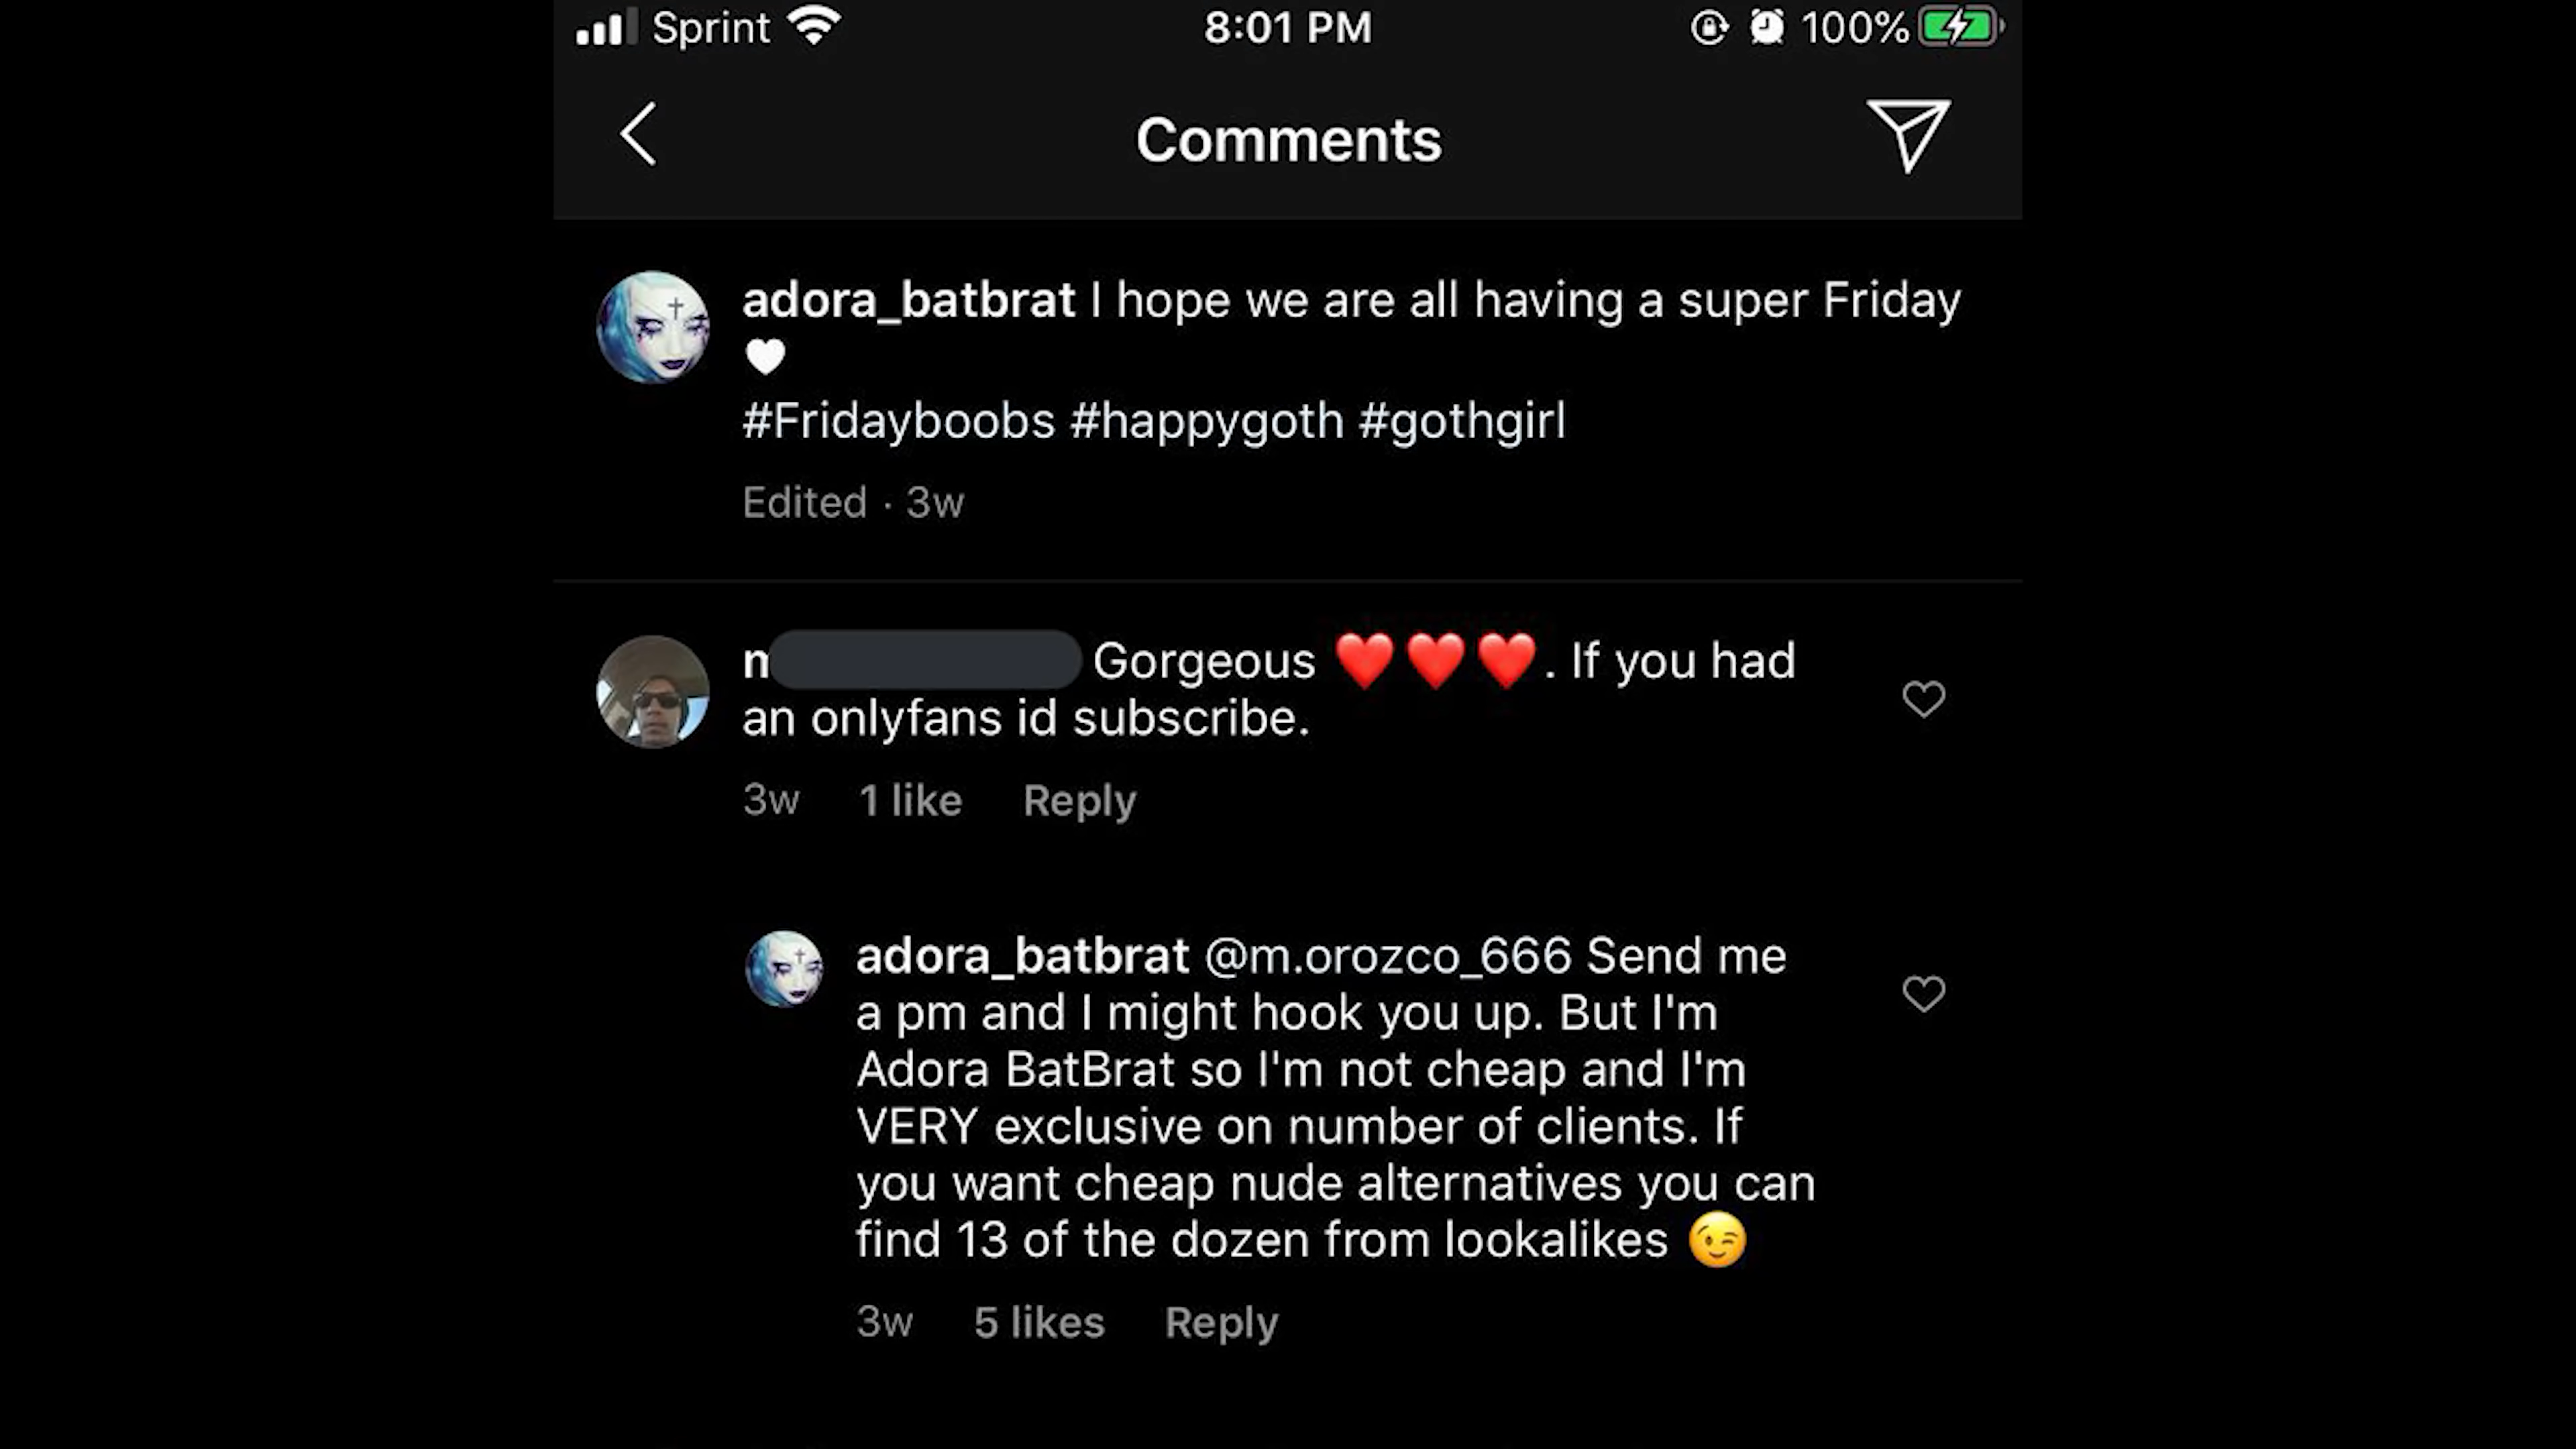 Sprint 8:01 PM 100%
Comments
adora_batbrat I hope we are all having a super Friday
🤍
#Fridayboobs #happygoth #gothgirl
Edited · 3w
m Gorgeous ❤️❤️❤️. If you had
an onlyfans id subscribe.
3w 1 like Reply
adora_batbrat @m.orozco_666 Send me
a pm and I might hook you up. But I'm
Adora BatBrat so I'm not cheap and I'm
VERY exclusive on number of clients. If
you want cheap nude alternatives you can
find 13 of the dozen from lookalikes 😉
3w 5 likes Reply